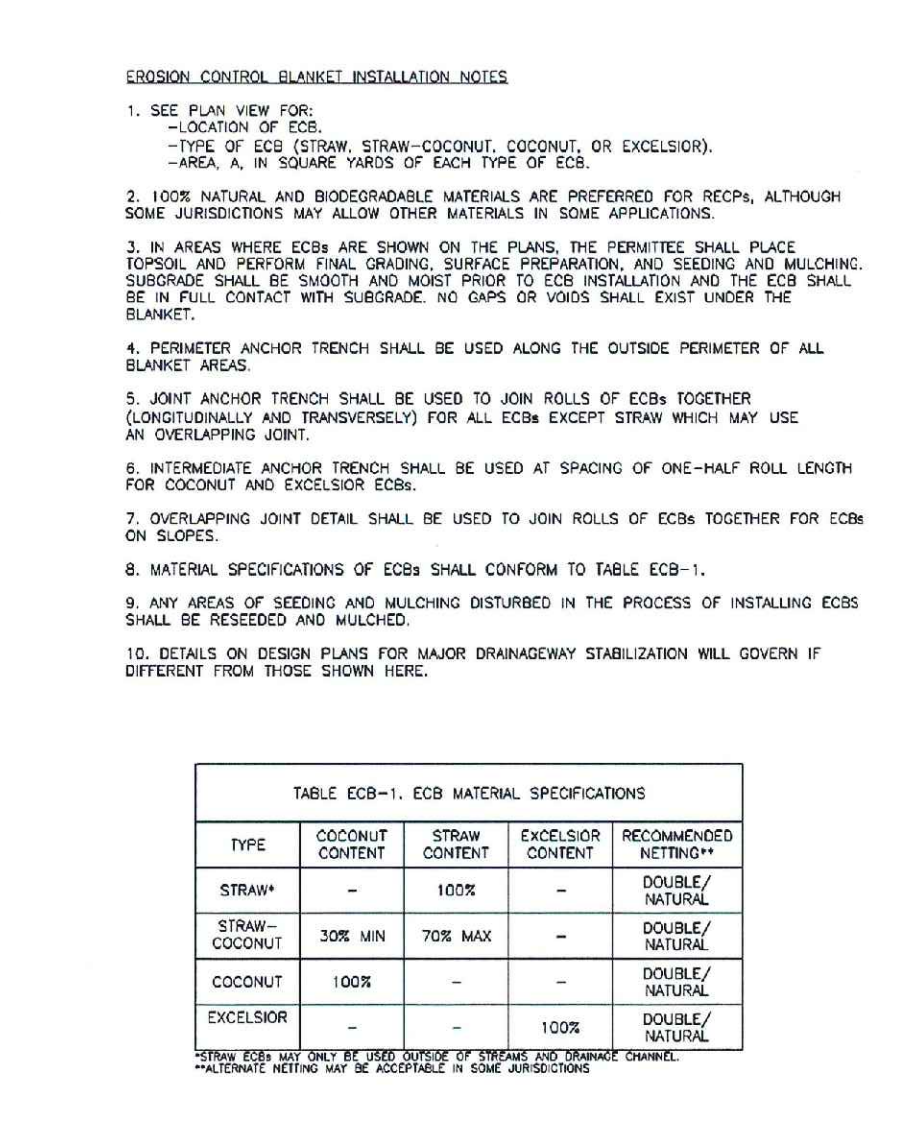 EROSION CONTROL BLANKET INSTALLATION NOTES
1. SEE PLAN VIEW FOR:
-LOCATION OF ECB.
-TYPE OF ECB (STRAW, STRAW-COCONUT, COCONUT, OR EXCELSIOR).
-AREA, A, IN SQUARE YARDS OF EACH TYPE OF ECB.
2. 100% NATURAL AND BIODEGRADABLE MATERIALS ARE PREFERRED FOR RECPs, ALTHOUGH
SOME JURISDICTIONS MAY ALLOW OTHER MATERIALS IN SOME APPLICATIONS.
3. IN AREAS WHERE ECBs ARE SHOWN ON THE PLANS, THE PERMITTEE SHALL PLACE
TOPSOIL AND PERFORM FINAL GRADING, SURFACE PREPARATION, AND SEEDING AND MULCHING.
SUBGRADE SHALL BE SMOOTH AND MOIST PRIOR TO ECB INSTALLATION AND THE ECB SHALL
BE IN FULL CONTACT WITH SUBGRADE. NO GAPS OR VOIDS SHALL EXIST UNDER THE
BLANKET.
4. PERIMETER ANCHOR TRENCH SHALL BE USED ALONG THE OUTSIDE PERIMETER OF ALL
BLANKET AREAS.
5. JOINT ANCHOR TRENCH SHALL BE USED TO JOIN ROLLS OF ECBs TOGETHER
(LONGITUDINALLY AND TRANSVERSELY) FOR ALL ECBs EXCEPT STRAW WHICH MAY USE
AN OVERLAPPING JOINT.
6. INTERMEDIATE ANCHOR TRENCH SHALL BE USED AT SPACING OF ONE-HALF ROLL LENGTH
FOR COCONUT AND EXCELSIOR ECBs.
7. OVERLAPPING JOINT DETAIL SHALL BE USED TO JOIN ROLLS OF ECBs TOGETHER FOR ECBs
ON SLOPES.
8. MATERIAL SPECIFICATIONS OF ECBs SHALL CONFORM TO TABLE ECB-1.
9. ANY AREAS OF SEEDING AND MULCHING DISTURBED IN THE PROCESS OF INSTALLING ECBS
SHALL BE RESEEDED AND MULCHED.
10. DETAILS ON DESIGN PLANS FOR MAJOR DRAINAGEWAY STABILIZATION WILL GOVERN IF
DIFFERENT FROM THOSE SHOWN HERE.
TABLE ECB-1. ECB MATERIAL SPECIFICATIONS
TYPE
COCONUT
CONTENT
STRAW
CONTENT
EXCELSIOR
CONTENT
RECOMMENDED
NETTING**
STRAW*
-
100%
-
DOUBLE/
NATURAL
STRAW-
COCONUT
30% MIN
70% MAX
-
DOUBLE/
NATURAL
COCONUT
100%
-
-
DOUBLE/
NATURAL
EXCELSIOR
-
-
100%
DOUBLE/
NATURAL
*STRAW ECBs MAY ONLY BE USED OUTSIDE OF STREAMS AND DRAINAGE CHANNEL.
**ALTERNATE NETTING MAY BE ACCEPTABLE IN SOME JURISDICTIONS